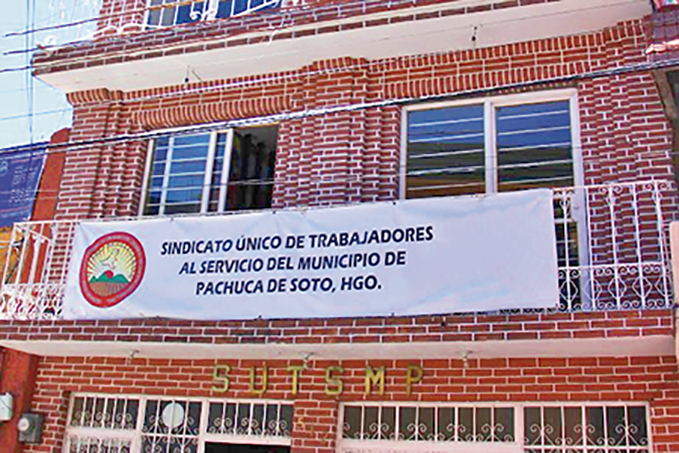 SINDICATO ÚNICO DE TRABAJADORES
AL SERVICIO DEL MUNICIPIO DE
PACHUCA DE SOTO, HGO.
SUTSMP